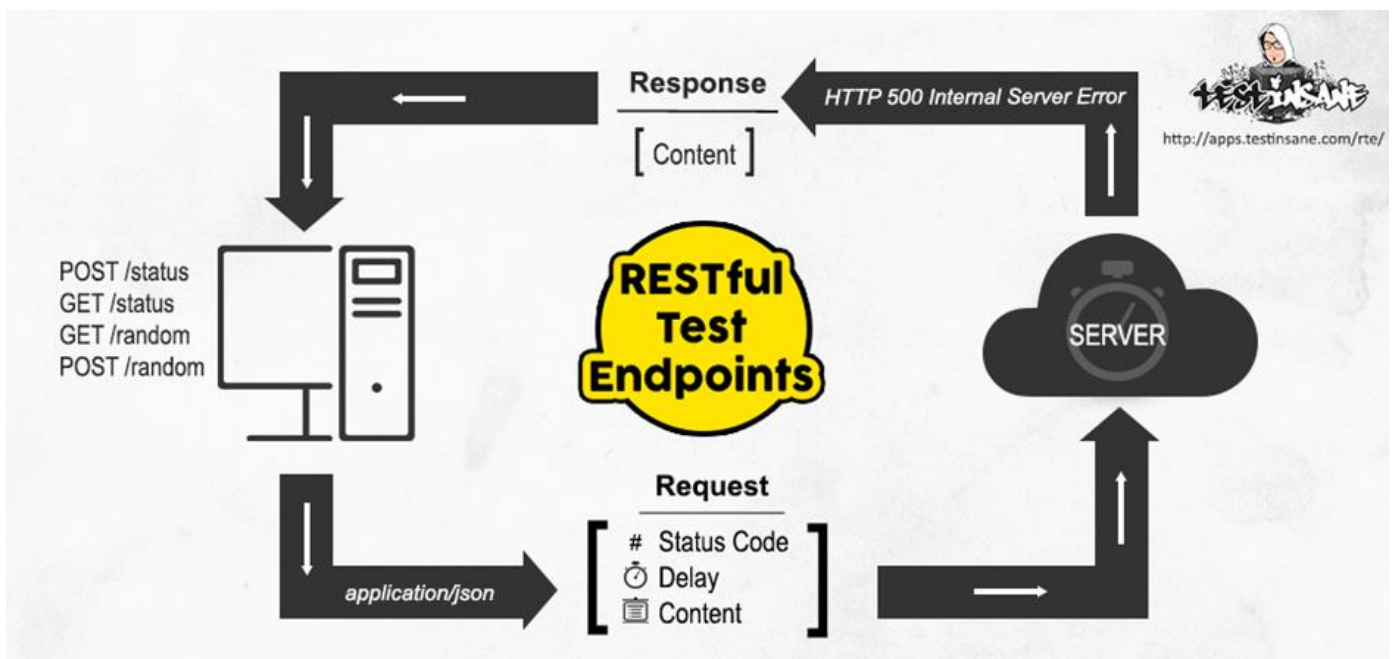 Response
HTTP 500 Internal Server Error
[ Content ]
TESTINSANE
http://apps.testinsane.com/rte/
POST /status
GET /status
GET /random
POST /random
RESTful
Test
Endpoints
SERVER
Request
# Status Code
Delay
Content
application/json